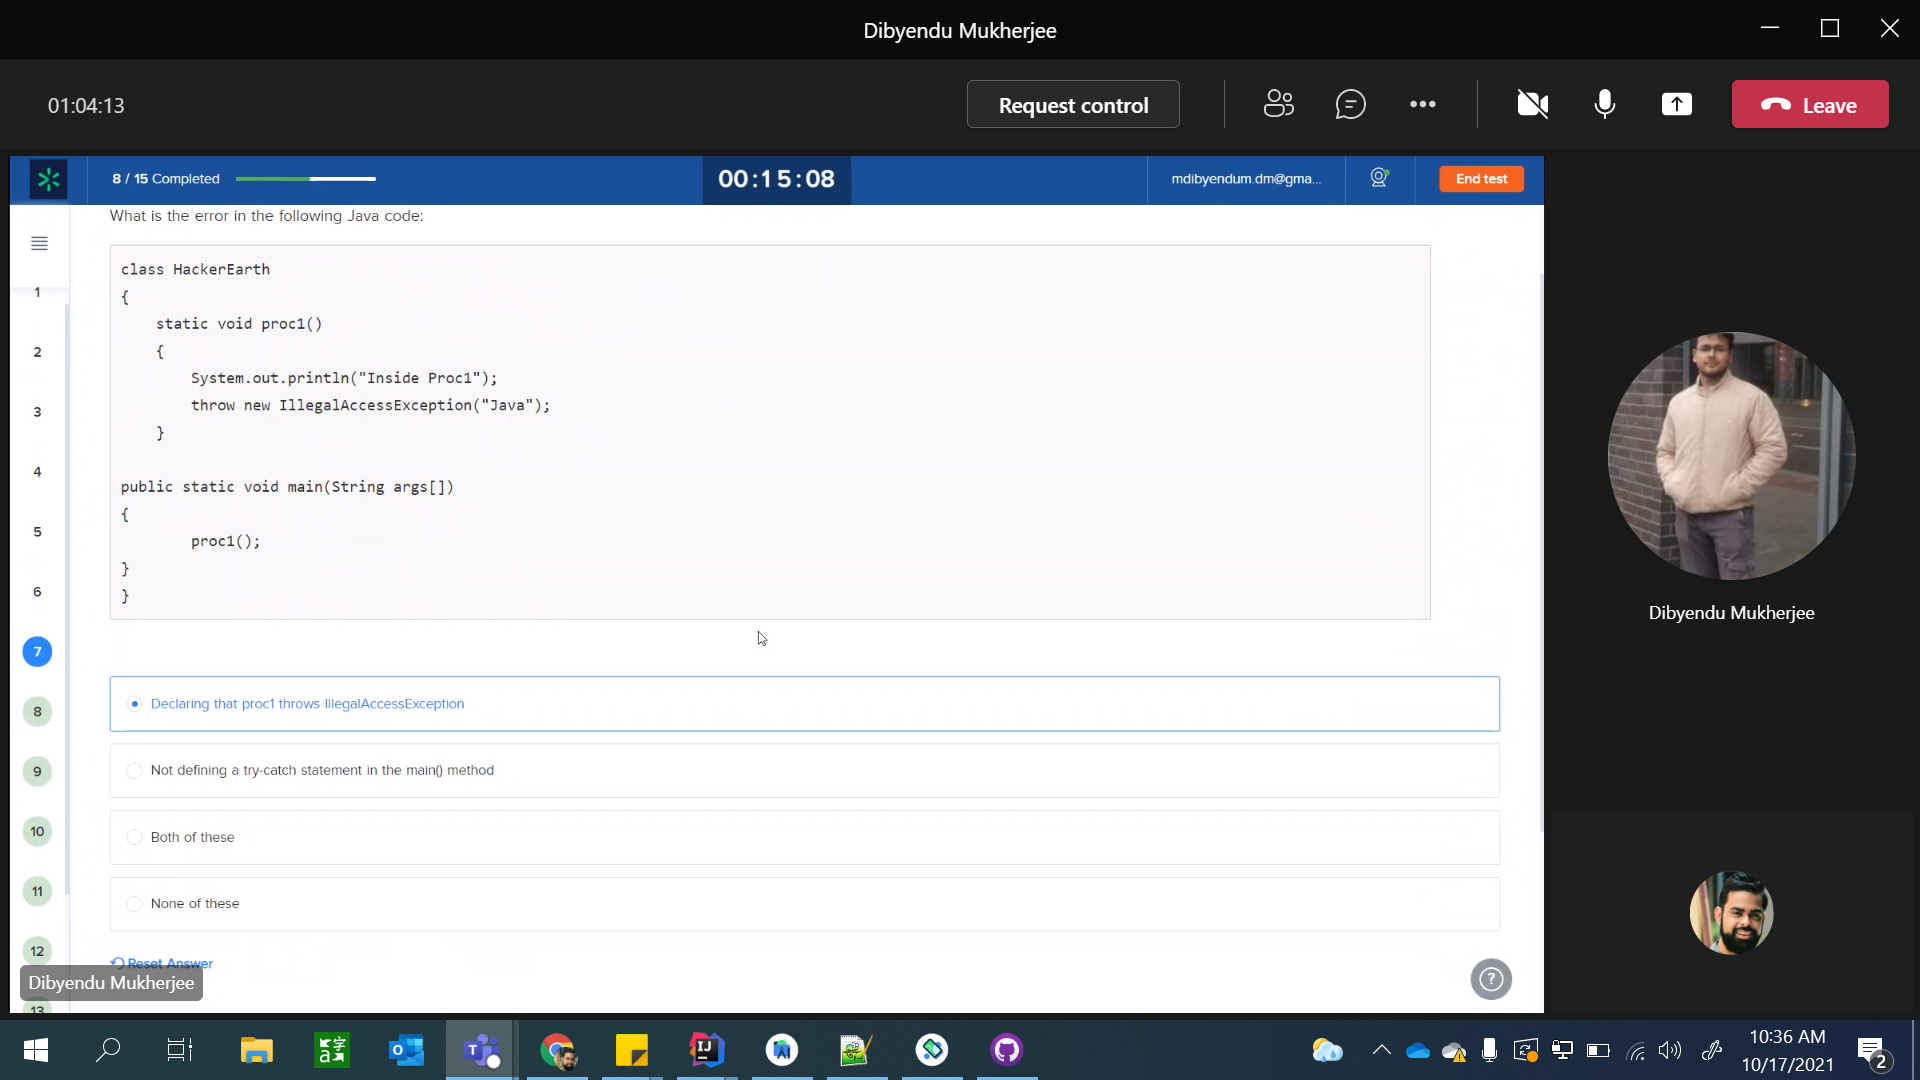 Dibyendu Mukherjee
01:04:13
Request control
Leave
8 / 15 Completed
00:15:08
mdibyendum.dm@gma...
End test
What is the error in the following Java code:
class HackerEarth
{
static void proc1()
{
System.out.println("Inside Proc1");
throw new IllegalAccessException("Java");
}
public static void main(String args[])
{
proc1();
}
}
1
2
3
4
5
6
7
8
9
10
11
12
13
Declaring that proc1 throws IllegalAccessException
Not defining a try-catch statement in the main() method
Both of these
None of these
Reset Answer
Dibyendu Mukherjee
?
Dibyendu Mukherjee
10:36 AM
10/17/2021
2